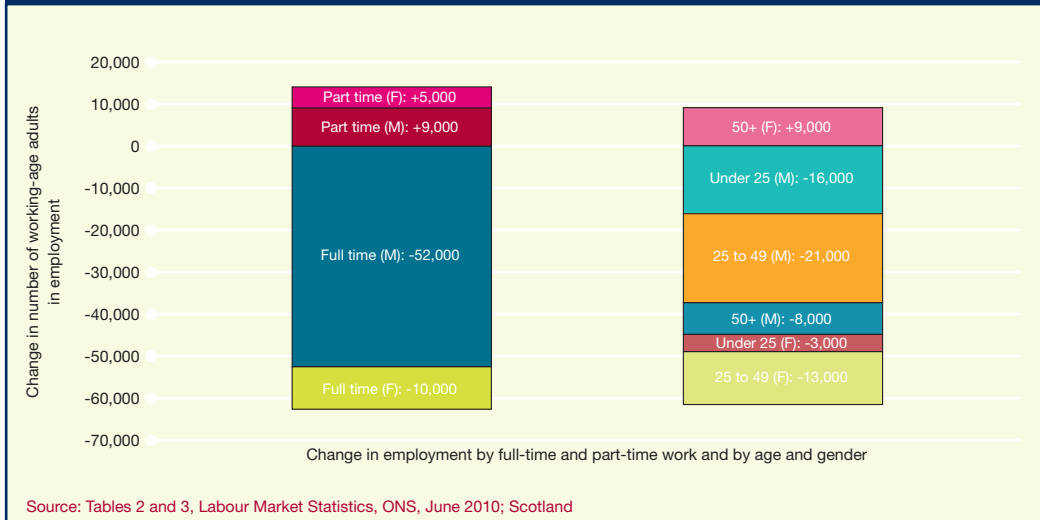 Change in number of working-age adults
in employment
20,000
10,000
0
-10,000
-20,000
-30,000
-40,000
-50,000
-60,000
-70,000
Part time (F): +5,000
Part time (M): +9,000
Full time (M): -52,000
Full time (F): -10,000
50+ (F): +9,000
Under 25 (M): -16,000
25 to 49 (M): -21,000
50+ (M): -8,000
Under 25 (F): -3,000
25 to 49 (F): -13,000
Change in employment by full-time and part-time work and by age and gender
Source: Tables 2 and 3, Labour Market Statistics, ONS, June 2010; Scotland